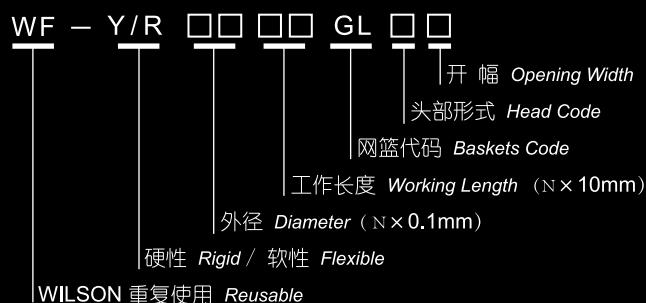 WF – Y/R □□ □□ GL □ □
开 幅 Opening Width
头部形式 Head Code
网篮代码 Baskets Code
工作长度 Working Length （N×10mm）
外径 Diameter（N×0.1mm）
硬性 Rigid / 软性 Flexible
WILSON 重复使用 Reusable